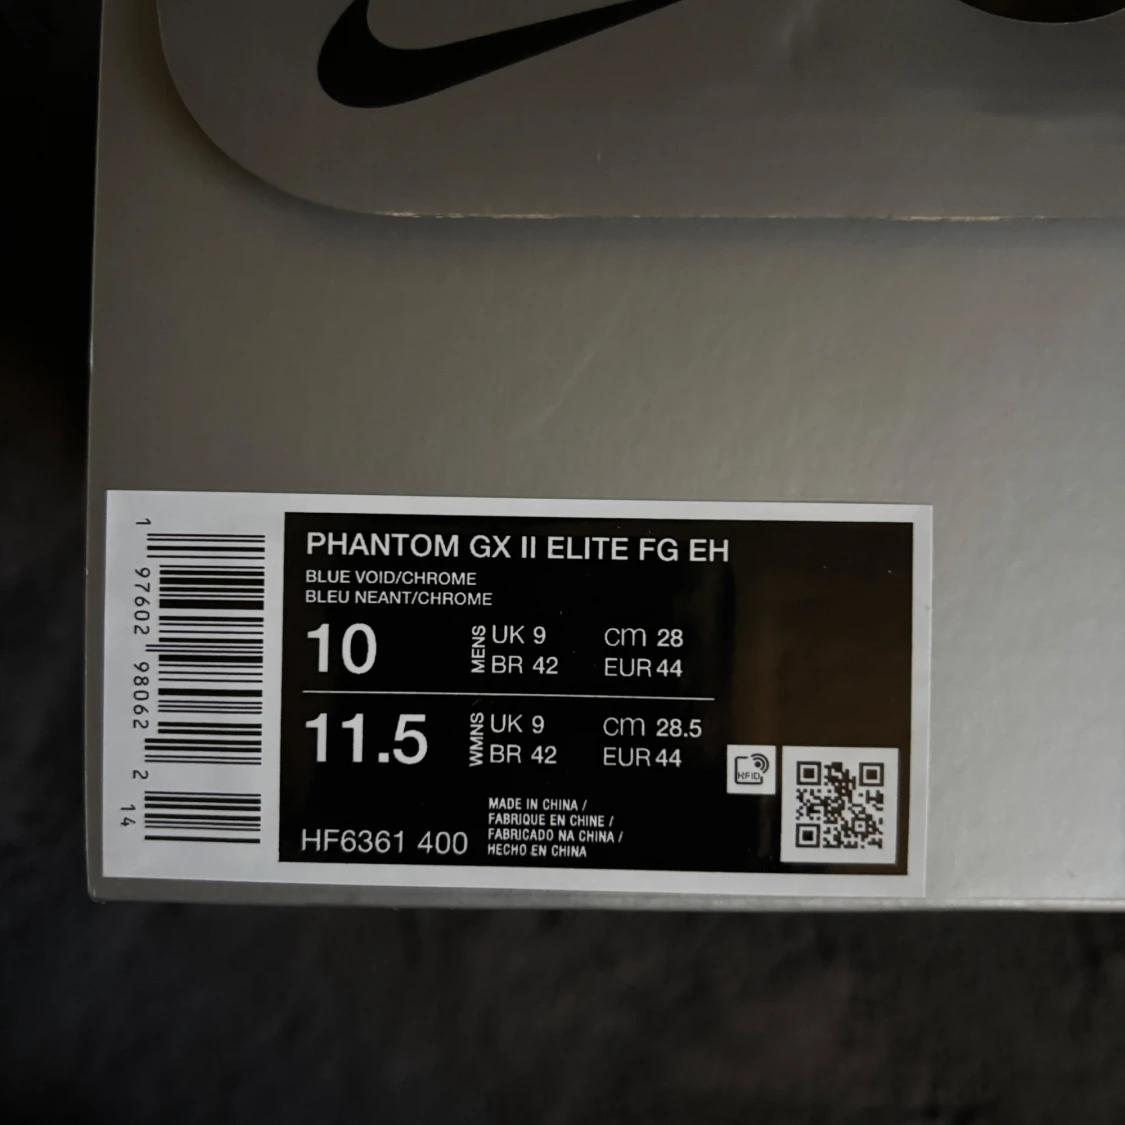 1 97602 98062 2 14
PHANTOM GX II ELITE FG EH
BLUE VOID/CHROME
BLEU NEANT/CHROME
10 MENS UK 9 cm 28
BR 42 EUR 44
11.5 WMNS UK 9 cm 28.5
BR 42 EUR 44
RFID
MADE IN CHINA /
FABRIQUE EN CHINE /
FABRICADO NA CHINA /
HECHO EN CHINA
HF6361 400